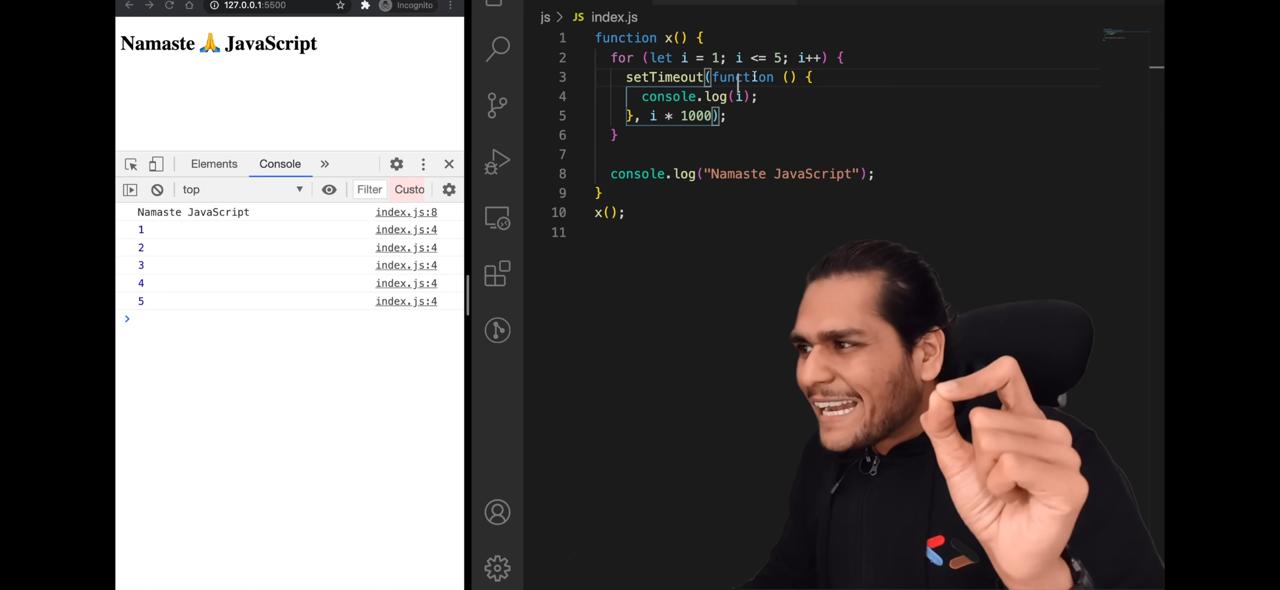 127.0.0.1:5500 Incognito
Namaste 🙏 JavaScript
Elements Console »
top Filter Custo
Namaste JavaScript index.js:8
1 index.js:4
2 index.js:4
3 index.js:4
4 index.js:4
5 index.js:4
>
js > JS index.js
1 function x() {
2 for (let i = 1; i <= 5; i++) {
3 setTimeout(function () {
4 console.log(i);
5 }, i * 1000);
6 }
7
8 console.log("Namaste JavaScript");
9 }
10 x();
11